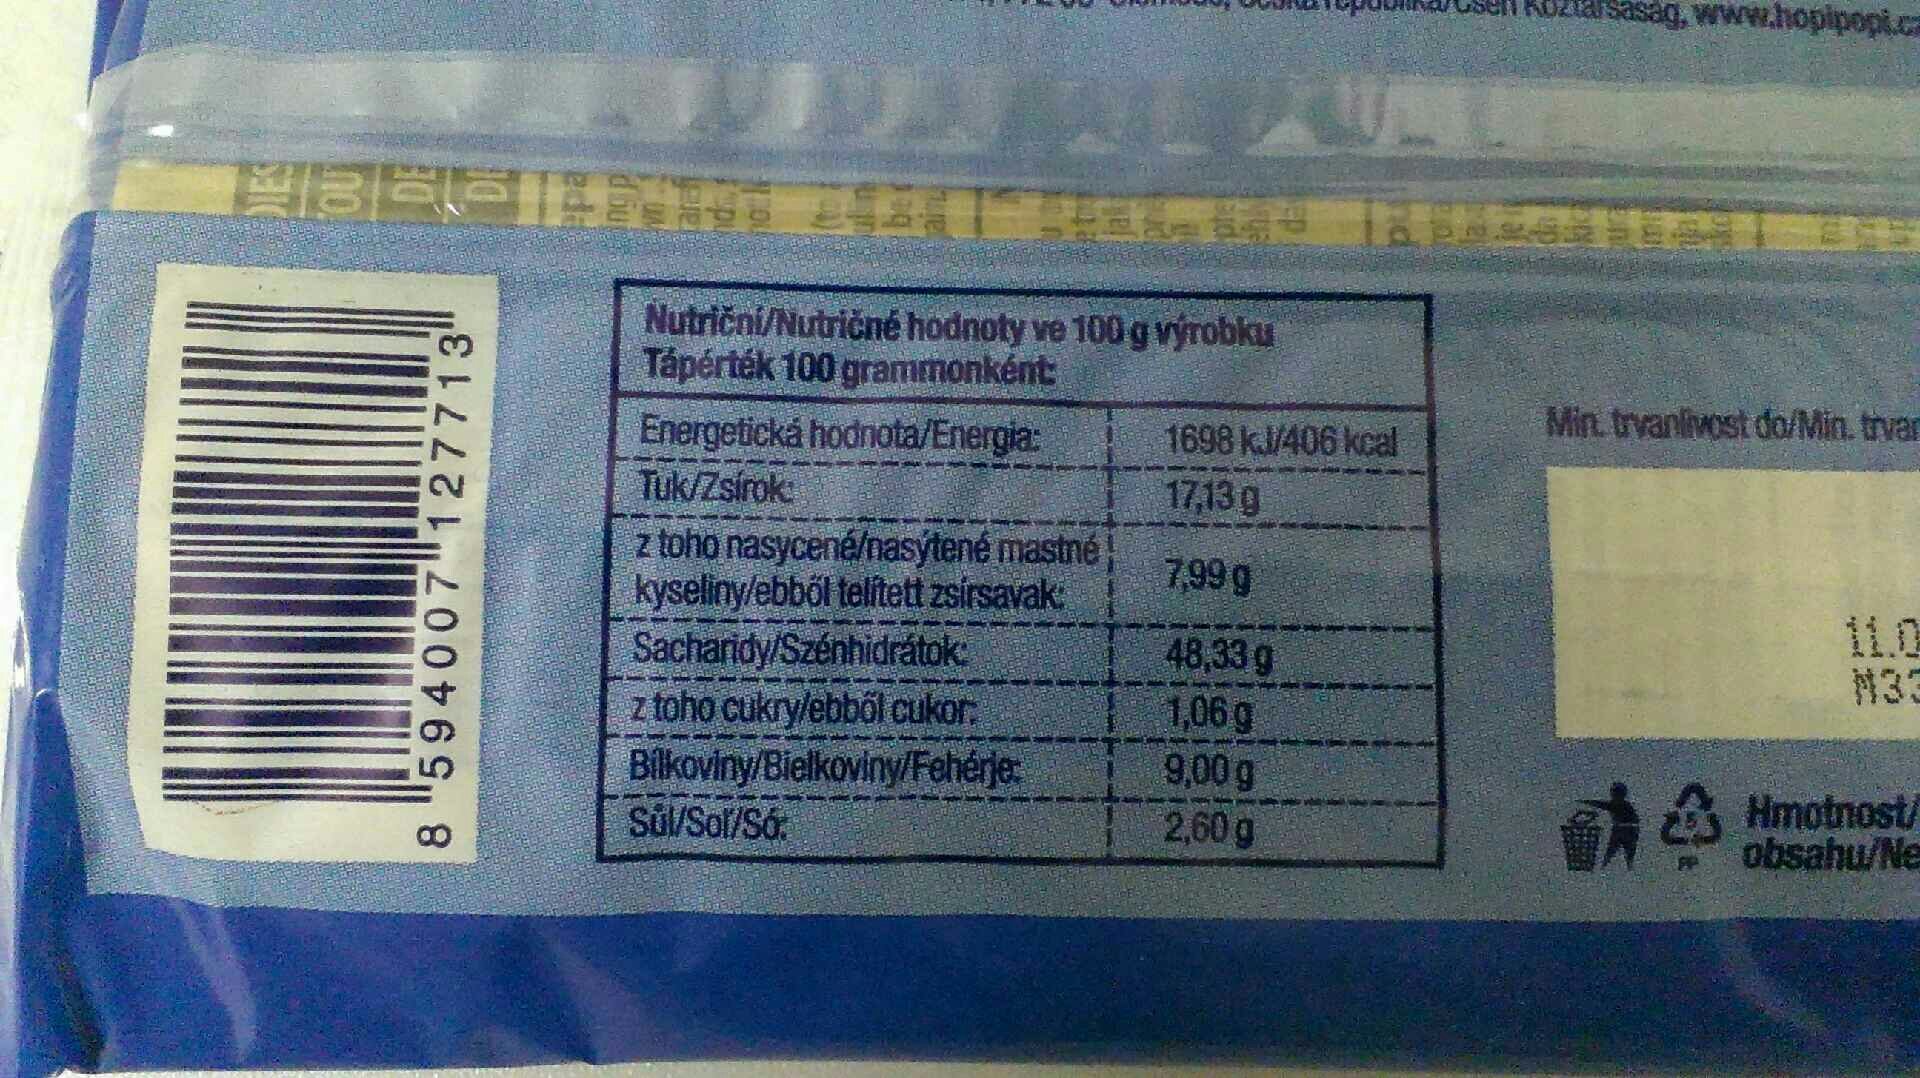 Köztársaság, www.hopipopi.cz
Nutriční/Nutričné hodnoty ve 100 g výrobku
Tápérték 100 grammonként:
Energetická hodnota/Energia: 1698 kJ/406 kcal
Tuk/Zsírok: 17,13 g
z toho nasycené/nasýtené mastné
kyseliny/ebből telített zsírsavak: 7,99 g
Sacharidy/Szénhidrátok: 48,33 g
z toho cukry/ebből cukor: 1,06 g
Bílkoviny/Bielkoviny/Fehérje: 9,00 g
Sůl/Soľ/Só: 2,60 g
8 594007 127713
Min. trvanlivost do/Min. trvan
11.0
M33
5
PP
Hmotnost/
obsahu/Ne